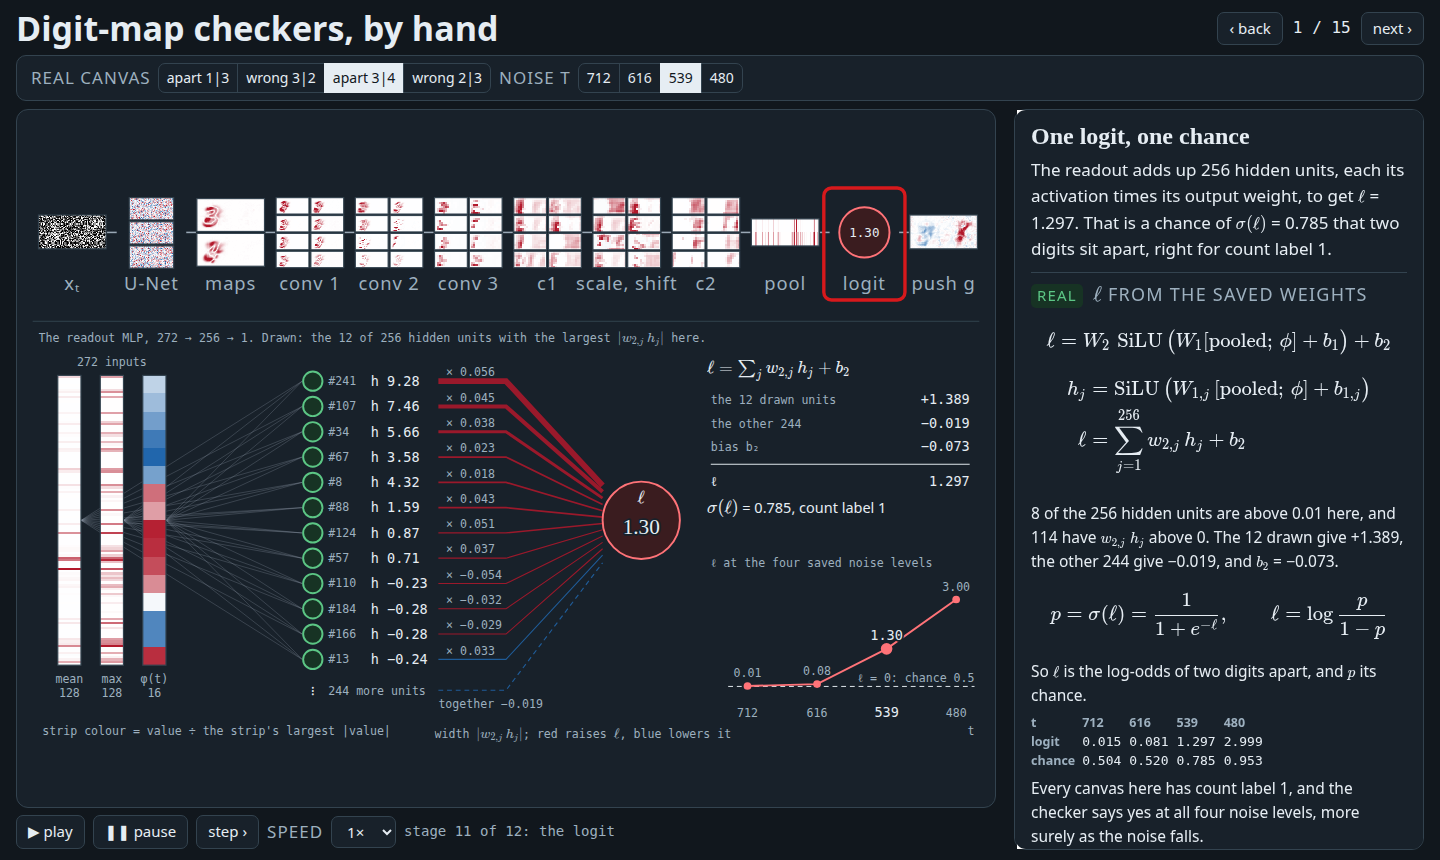 Digit-map checkers, by hand
‹ back 1 / 15 next ›
REAL CANVAS apart 1|3 wrong 3|2 apart 3|4 wrong 2|3 NOISE T 712 616 539 480
1.30
xₜ U-Net maps conv 1 conv 2 conv 3 c1 scale, shift c2 pool logit push g
The readout MLP, 272 → 256 → 1. Drawn: the 12 of 256 hidden units with the largest |w₂,ⱼ hⱼ| here.
272 inputs
#241 h 9.28 × 0.056
#107 h 7.46 × 0.045
#34 h 5.66 × 0.038
#67 h 3.58 × 0.023
#8 h 4.32 × 0.018
#88 h 1.59 × 0.043
#124 h 0.87 × 0.051
#57 h 0.71 × 0.037
#110 h −0.23 × −0.054
#184 h −0.28 × −0.032
#166 h −0.28 × −0.029
#13 h −0.24 × 0.033
⋮ 244 more units
together −0.019
mean 128
max 128
φ(t) 16
strip colour = value ÷ the strip's largest |value|
width |w₂,ⱼ hⱼ|; red raises ℓ, blue lowers it
ℓ
1.30
ℓ = ∑ⱼ w₂,ⱼ hⱼ + b₂
the 12 drawn units +1.389
the other 244 −0.019
bias b₂ −0.073
ℓ 1.297
σ(ℓ) = 0.785, count label 1
ℓ at the four saved noise levels
3.00
1.30
0.01 0.08
ℓ = 0: chance 0.5
712 616 539 480
t
▶ play ❚❚ pause step › SPEED 1× stage 11 of 12: the logit
One logit, one chance
The readout adds up 256 hidden units, each its
activation times its output weight, to get ℓ =
1.297. That is a chance of σ(ℓ) = 0.785 that two
digits sit apart, right for count label 1.
REAL ℓ FROM THE SAVED WEIGHTS
ℓ = W₂ SiLU (W₁[pooled; ϕ] + b₁) + b₂
hⱼ = SiLU (W₁,ⱼ [pooled; ϕ] + b₁,ⱼ)
ℓ = ∑_{j=1}^{256} w₂,ⱼ hⱼ + b₂
8 of the 256 hidden units are above 0.01 here, and
114 have w₂,ⱼ hⱼ above 0. The 12 drawn give +1.389,
the other 244 give −0.019, and b₂ = −0.073.
p = σ(ℓ) = 1 / (1 + e^{−ℓ}), ℓ = log p / (1 − p)
So ℓ is the log-odds of two digits apart, and p its
chance.
t 712 616 539 480
logit 0.015 0.081 1.297 2.999
chance 0.504 0.520 0.785 0.953
Every canvas here has count label 1, and the
checker says yes at all four noise levels, more
surely as the noise falls.